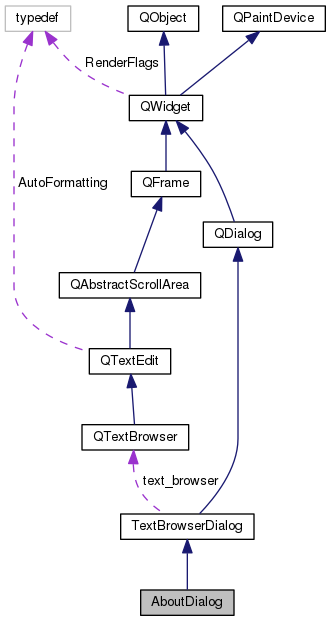 typedef
QObject
QPaintDevice
RenderFlags
QWidget
AutoFormatting
QFrame
QDialog
QAbstractScrollArea
QTextEdit
QTextBrowser
text_browser
TextBrowserDialog
AboutDialog